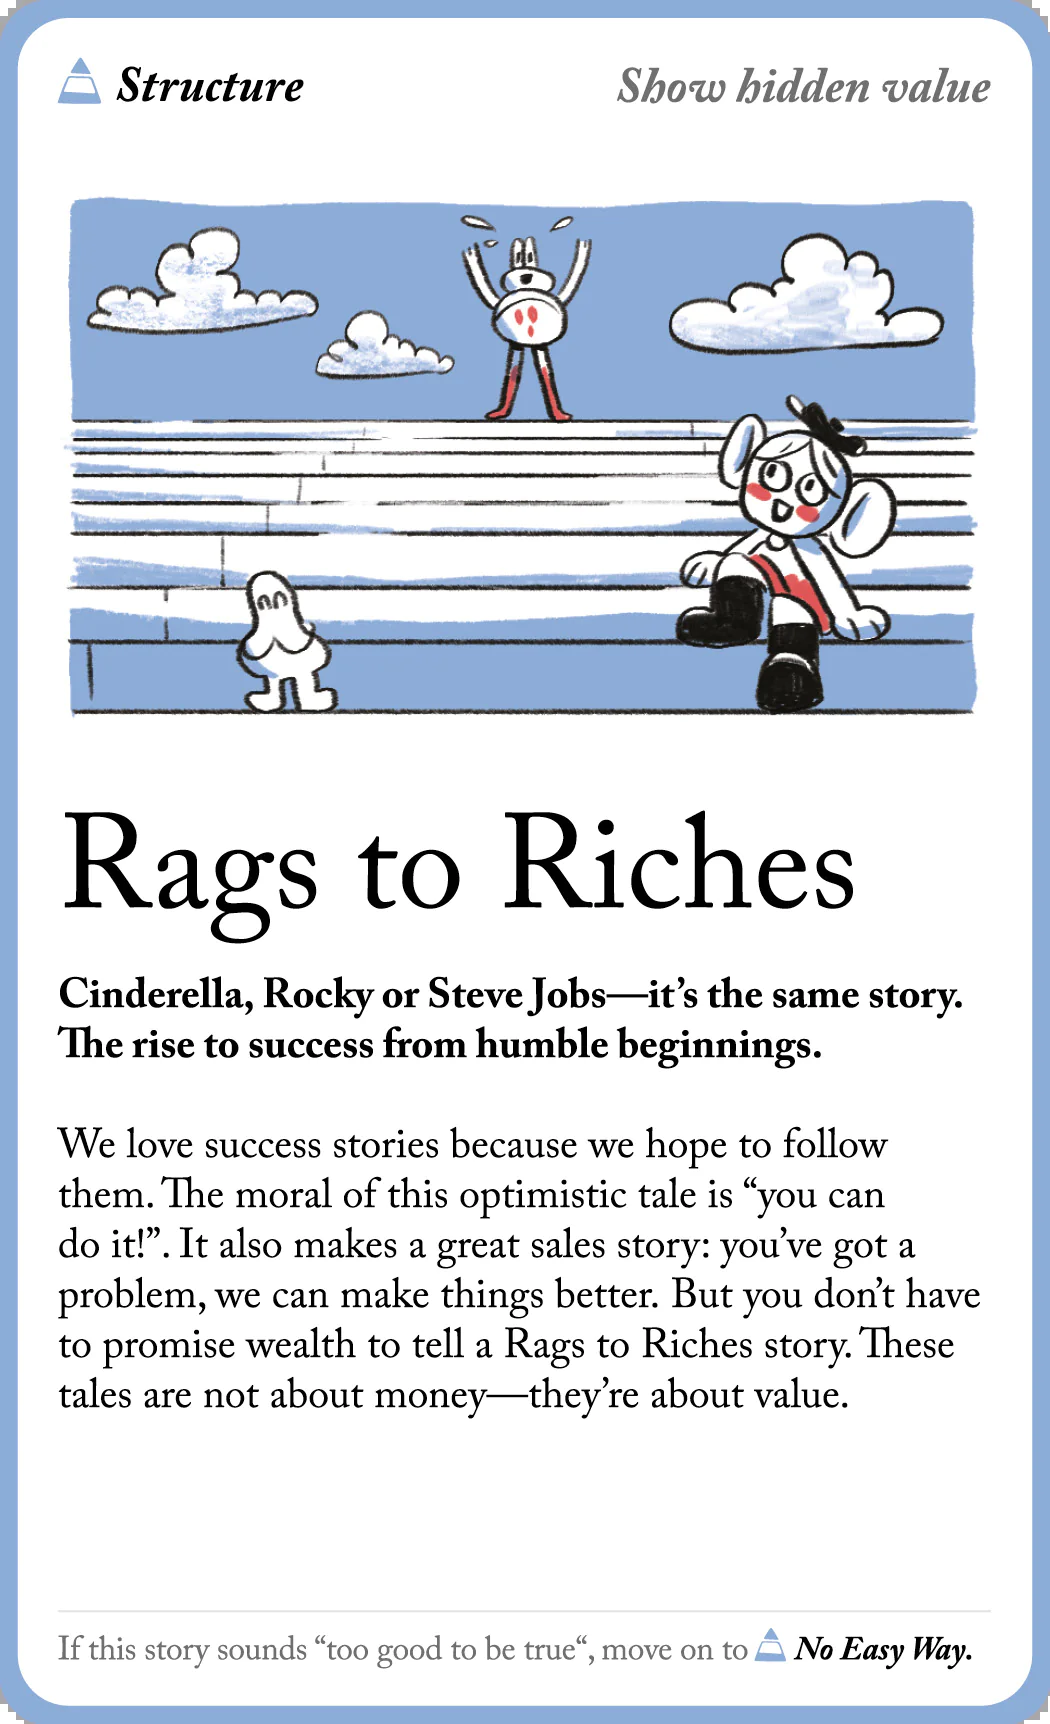 Structure
Show hidden value
Rags to Riches
Cinderella, Rocky or Steve Jobs—it’s the same story.
The rise to success from humble beginnings.
We love success stories because we hope to follow
them. The moral of this optimistic tale is “you can
do it!”. It also makes a great sales story: you’ve got a
problem, we can make things better. But you don’t have
to promise wealth to tell a Rags to Riches story. These
tales are not about money—they’re about value.
If this story sounds “too good to be true“, move on to No Easy Way.